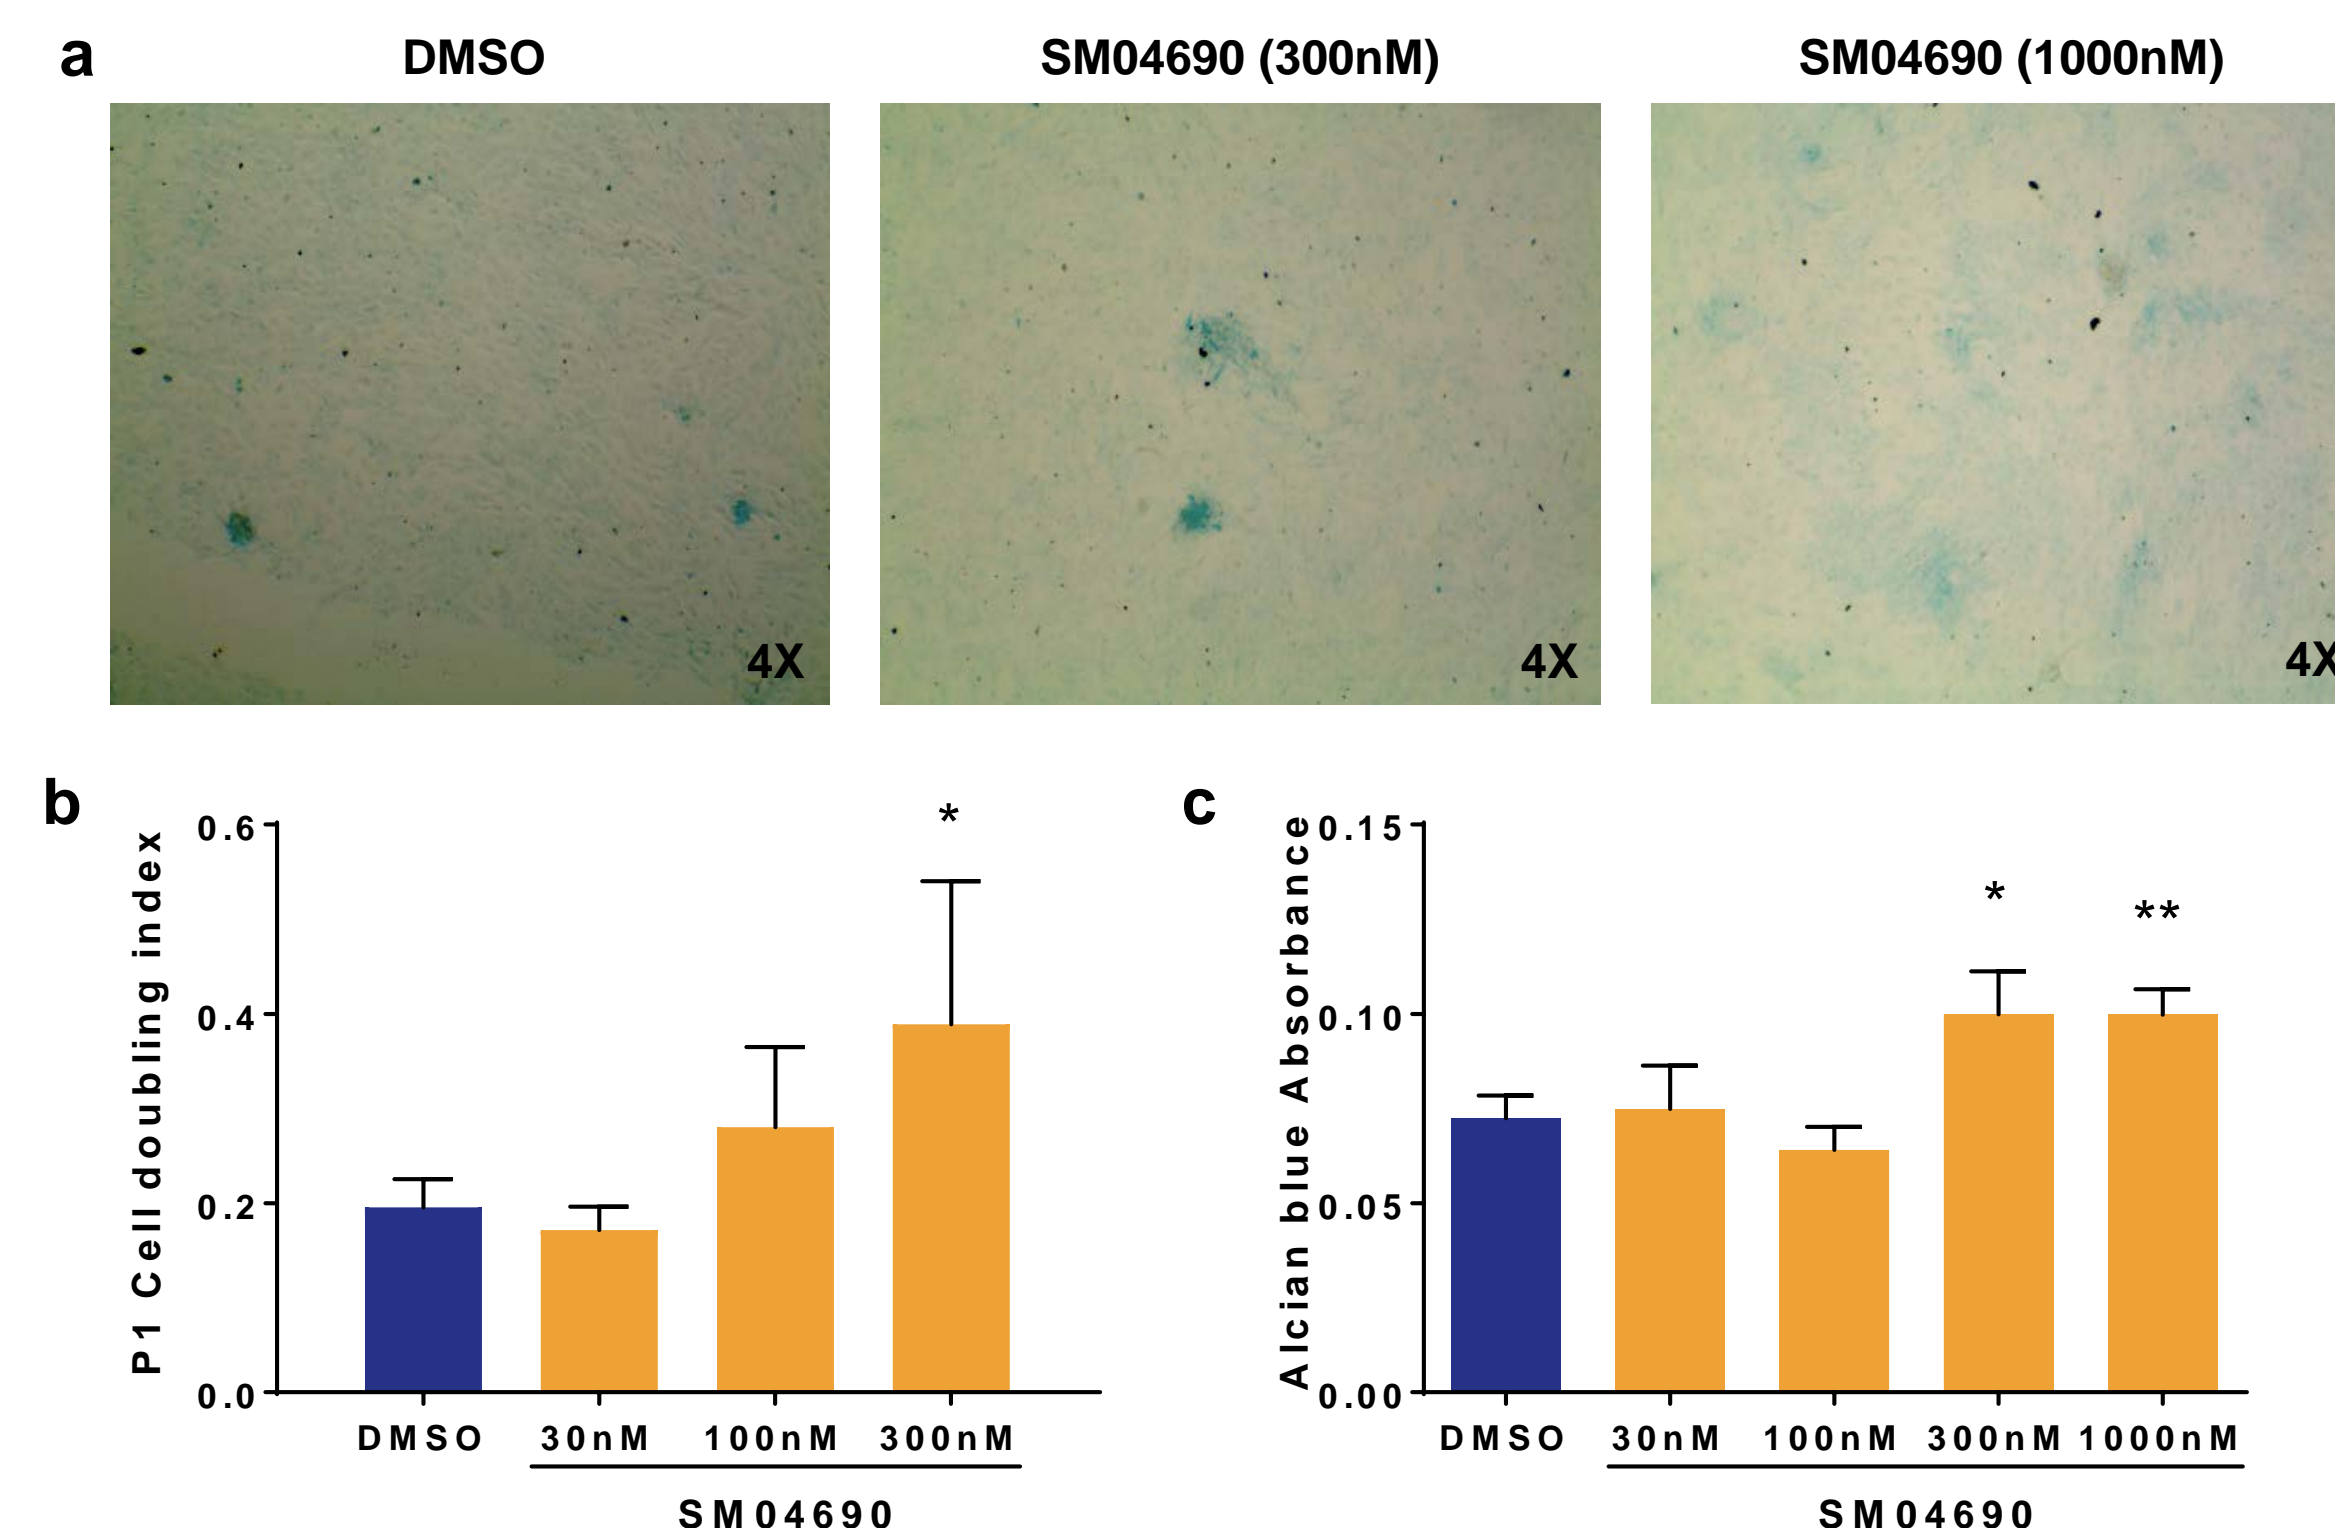 a
DMSO
SM04690 (300nM)
SM04690 (1000nM)
4X
4X
4X
b
P1 Cell doubling index
0.6
0.4
0.2
0.0
*
DMSO
30nM
100nM
300nM
SM04690
c
Alcian blue Absorbance
0.15
0.10
0.05
0.00
*
**
DMSO
30nM
100nM
300nM
1000nM
SM04690